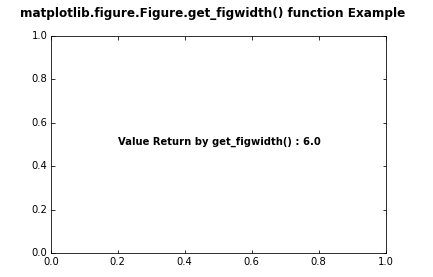 matplotlib.figure.Figure.get_figwidth() function Example
1.0
0.8
0.6
Value Return by get_figwidth() : 6.0
0.4
0.2
0.0
0.0 0.2 0.4 0.6 0.8 1.0